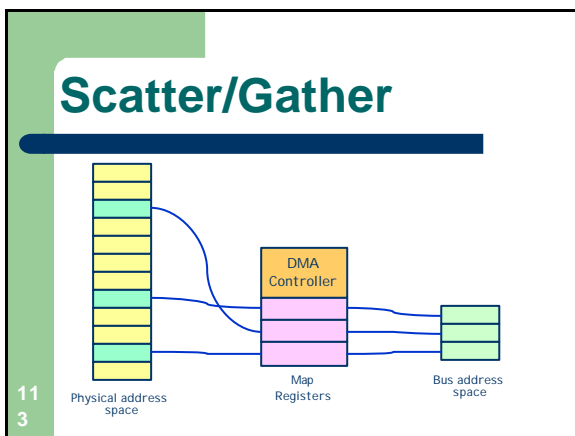 Scatter/Gather
DMA
Controller
Map
Registers
Bus address
space
Physical address
space
11
3